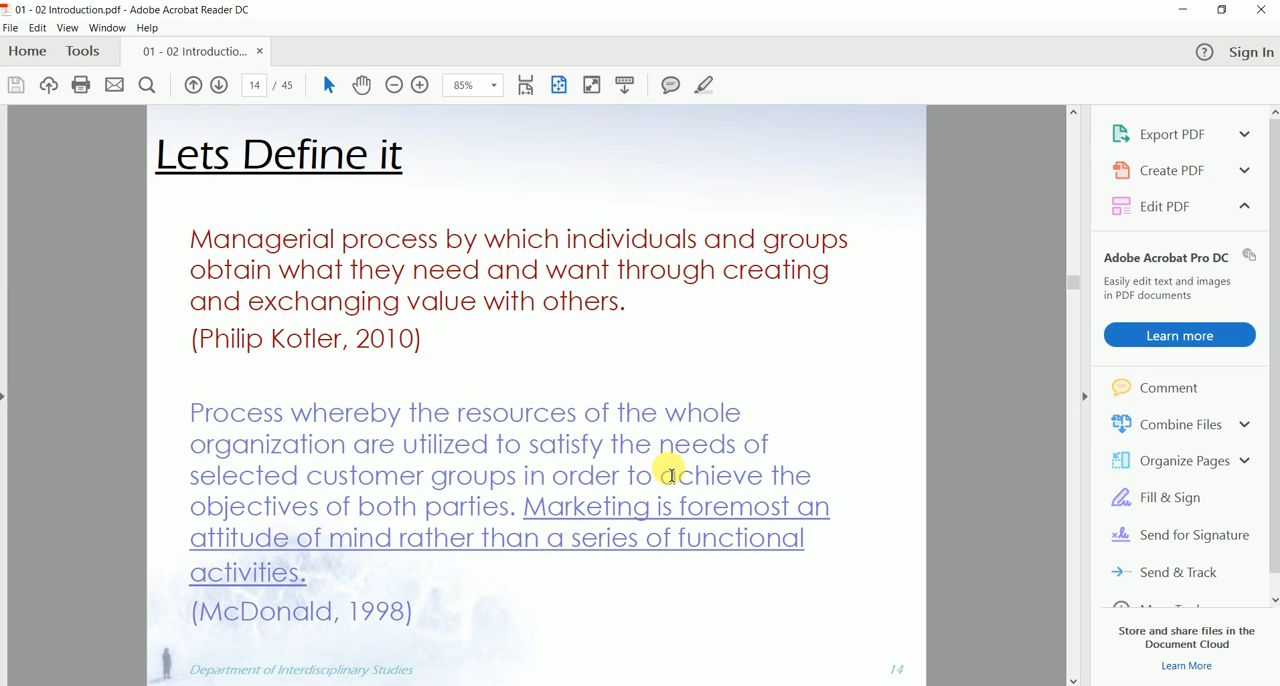 01 - 02 Introduction.pdf - Adobe Acrobat Reader DC
File Edit View Window Help
Home Tools 01 - 02 Introductio... × Sign In
14 / 45 85%
Lets Define it
Managerial process by which individuals and groups
obtain what they need and want through creating
and exchanging value with others.
(Philip Kotler, 2010)
Process whereby the resources of the whole
organization are utilized to satisfy the needs of
selected customer groups in order to achieve the
objectives of both parties. Marketing is foremost an
attitude of mind rather than a series of functional
activities.
(McDonald, 1998)
Department of Interdisciplinary Studies 14
Export PDF
Create PDF
Edit PDF
Adobe Acrobat Pro DC
Easily edit text and images
in PDF documents
Learn more
Comment
Combine Files
Organize Pages
Fill & Sign
Send for Signature
Send & Track
Store and share files in the
Document Cloud
Learn More